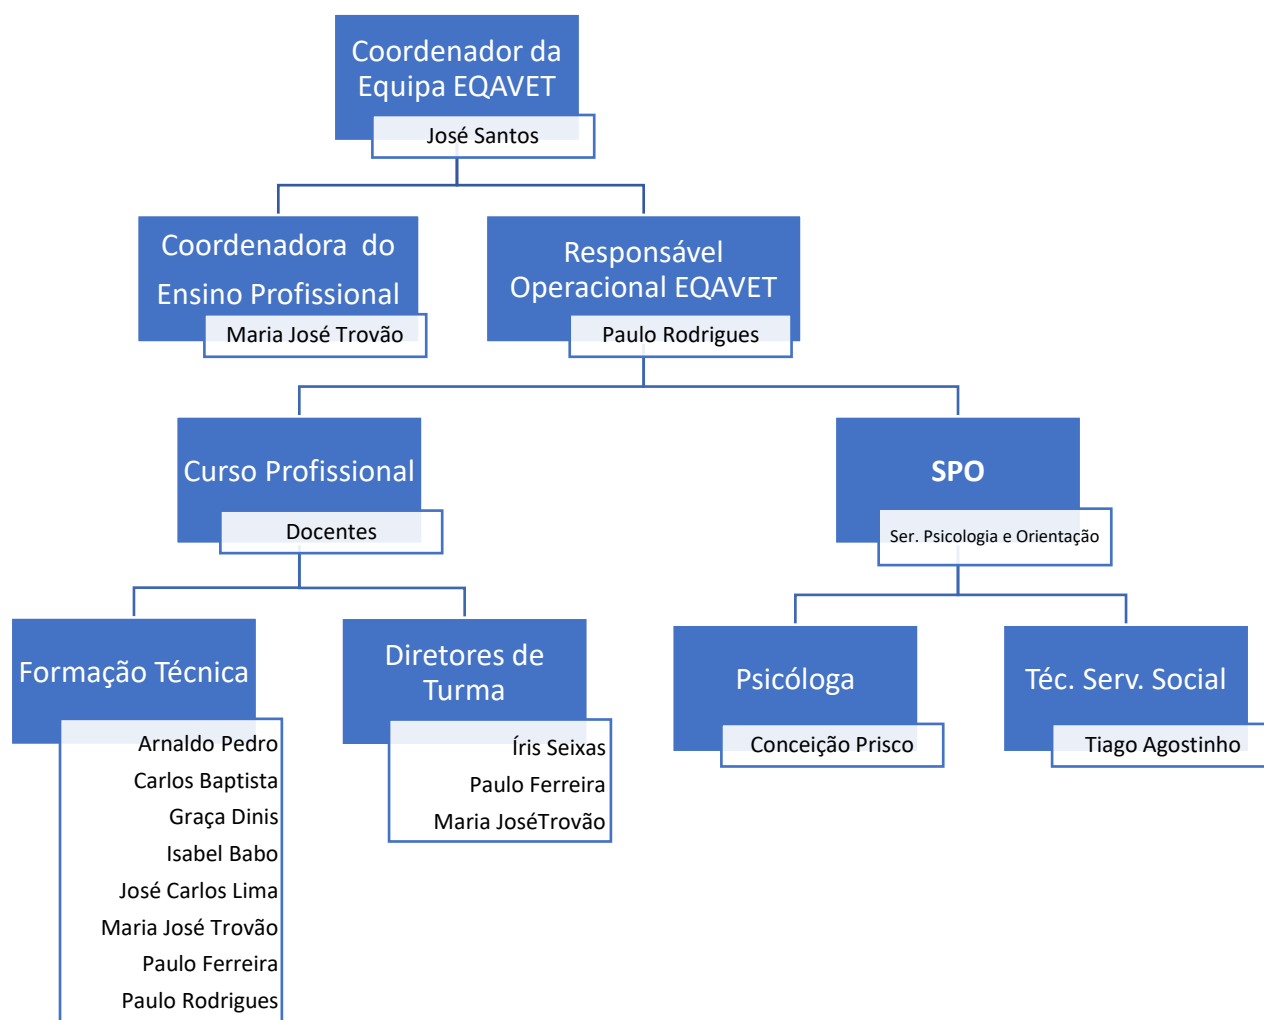 Coordenador da
Equipa EQAVET
José Santos
Coordenadora do
Ensino Profissional
Maria José Trovão
Responsável
Operacional EQAVET
Paulo Rodrigues
Curso Profissional
Docentes
SPO
Ser. Psicologia e Orientação
Formação Técnica
Arnaldo Pedro
Carlos Baptista
Graça Dinis
Isabel Babo
José Carlos Lima
Maria José Trovão
Paulo Ferreira
Paulo Rodrigues
Diretores de
Turma
Íris Seixas
Paulo Ferreira
Maria JoséTrovão
Psicóloga
Conceição Prisco
Téc. Serv. Social
Tiago Agostinho